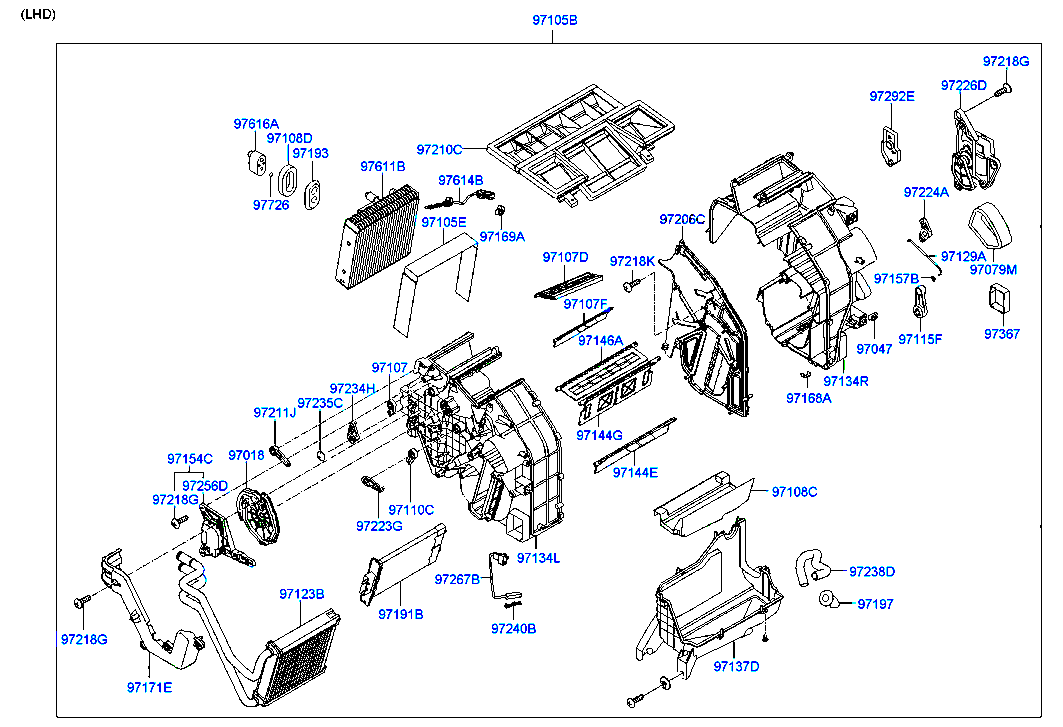 (LHD)
97105B
97218G
97226D
97292E
97616A
97108D
97193
97210C
97611B
97614B
97726
97105E
97169A
97206C
97224A
97107D
97218K
97129A
97079M
97157B
97107F
97146A
97115F
97367
97047
97107
97134R
97234H
97168A
97235C
97211J
97144G
97018
97154C
97144E
97256D
97218G
97108C
97110C
97223G
97134L
97267B
97238D
97123B
97191B
97197
97240B
97218G
97137D
97171E